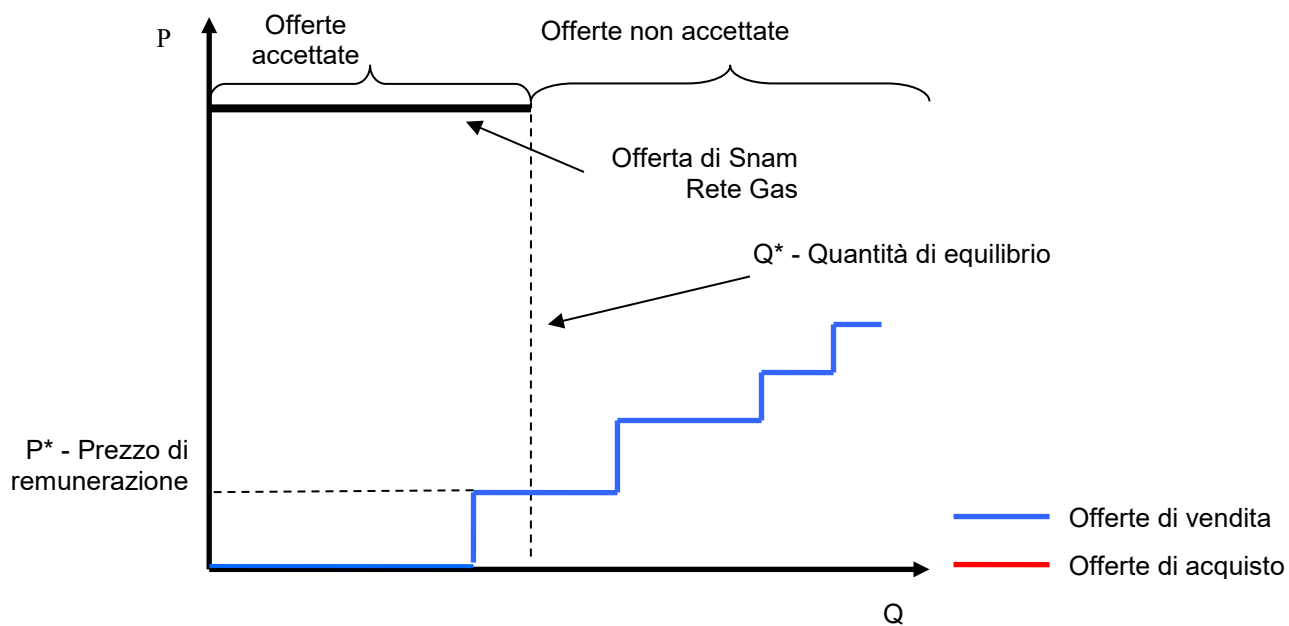 P
Offerte
accettate
Offerte non accettate
Offerta di Snam
Rete Gas
Q* - Quantità di equilibrio
P* - Prezzo di
remunerazione
Offerte di vendita
Offerte di acquisto
Q